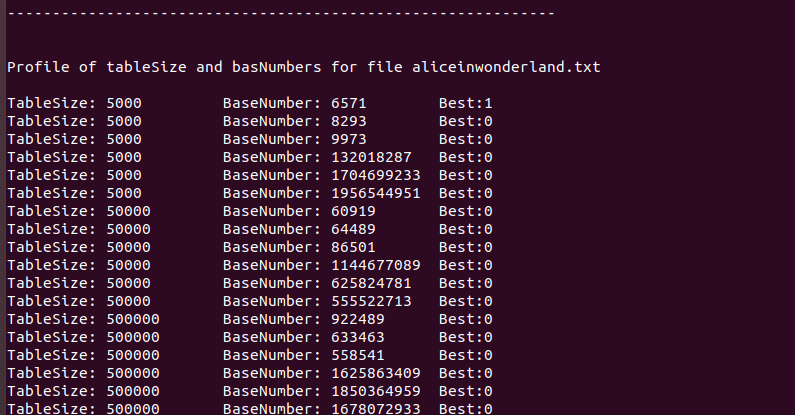 ------------------------------------------------------------
Profile of tableSize and basNumbers for file aliceinwonderland.txt
TableSize: 5000 BaseNumber: 6571 Best:1
TableSize: 5000 BaseNumber: 8293 Best:0
TableSize: 5000 BaseNumber: 9973 Best:0
TableSize: 5000 BaseNumber: 132018287 Best:0
TableSize: 5000 BaseNumber: 1704699233 Best:0
TableSize: 5000 BaseNumber: 1956544951 Best:0
TableSize: 50000 BaseNumber: 60919 Best:0
TableSize: 50000 BaseNumber: 64489 Best:0
TableSize: 50000 BaseNumber: 86501 Best:0
TableSize: 50000 BaseNumber: 1144677089 Best:0
TableSize: 50000 BaseNumber: 625824781 Best:0
TableSize: 50000 BaseNumber: 555522713 Best:0
TableSize: 500000 BaseNumber: 922489 Best:0
TableSize: 500000 BaseNumber: 633463 Best:0
TableSize: 500000 BaseNumber: 558541 Best:0
TableSize: 500000 BaseNumber: 1625863409 Best:0
TableSize: 500000 BaseNumber: 1850364959 Best:0
TableSize: 500000 BaseNumber: 1678072933 Best:0